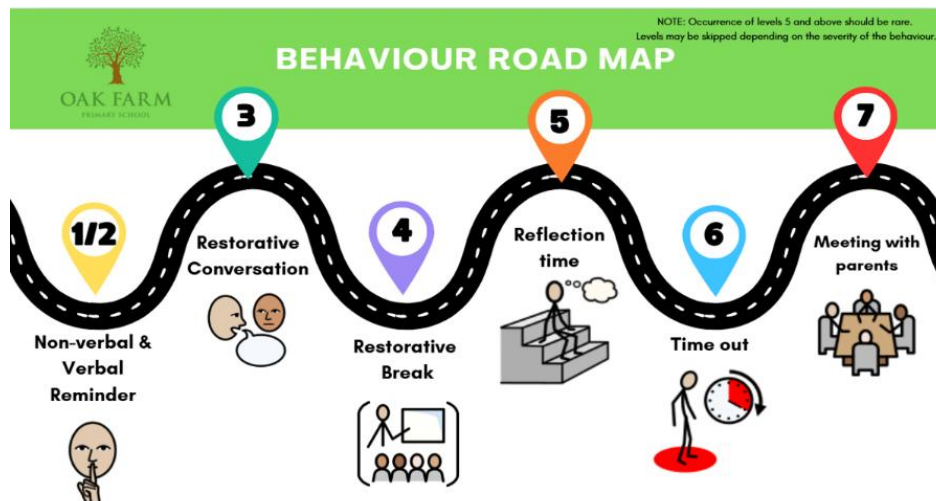 NOTE: Occurrence of levels 5 and above should be rare.
Levels may be skipped depending on the severity of the behaviour.
BEHAVIOUR ROAD MAP
OAK FARM
PRIMARY SCHOOL
1/2
Non-verbal &
Verbal
Reminder
3
Restorative
Conversation
4
Restorative
Break
5
Reflection
time
6
Time out
7
Meeting with
parents